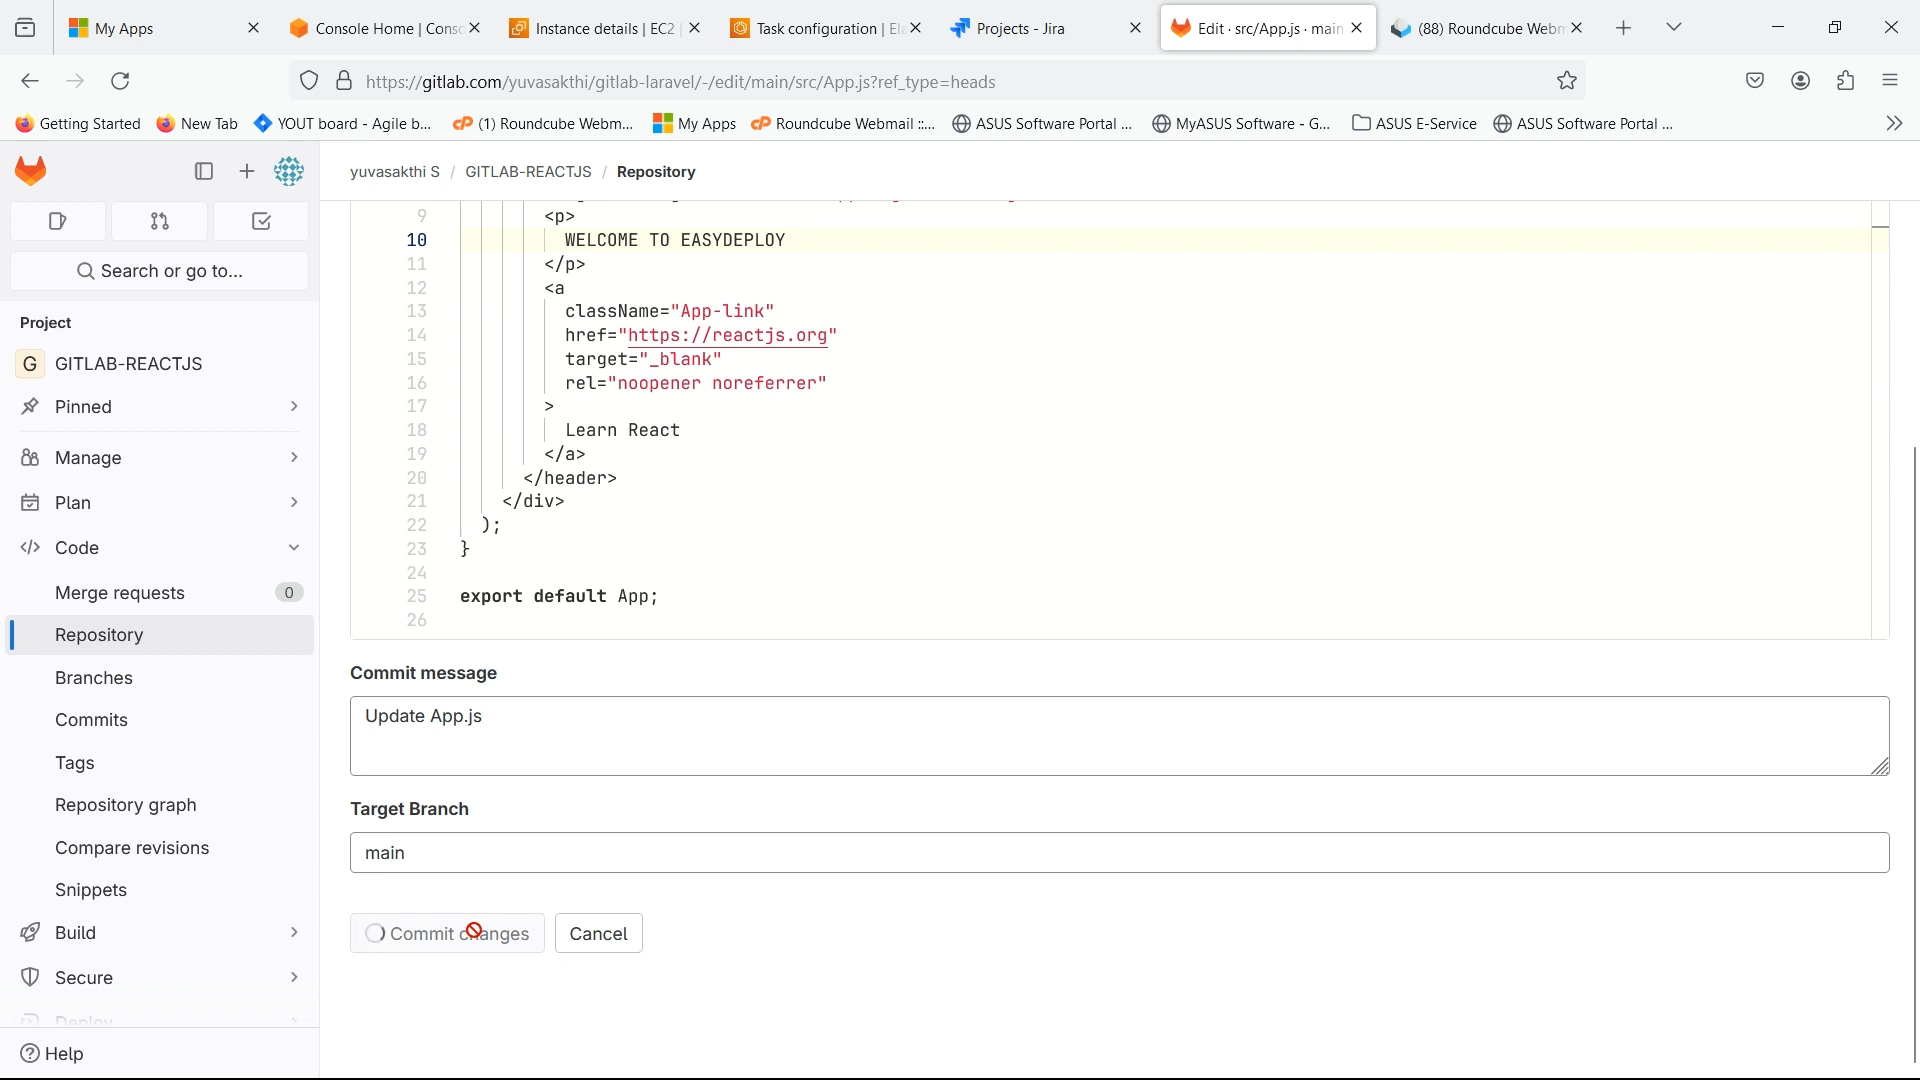 My Apps
Console Home | Conso
Instance details | EC2 |
Task configuration | Ela
Projects - Jira
Edit · src/App.js · main
(88) Roundcube Webm
https://gitlab.com/yuvasakthi/gitlab-laravel/-/edit/main/src/App.js?ref_type=heads
Getting Started
New Tab
YOUT board - Agile b...
(1) Roundcube Webm...
My Apps
Roundcube Webmail ::...
ASUS Software Portal ...
MyASUS Software - G...
ASUS E-Service
ASUS Software Portal ...
yuvasakthi S / GITLAB-REACTJS / Repository
Search or go to...
Project
G GITLAB-REACTJS
Pinned
Manage
Plan
Code
Merge requests 0
Repository
Branches
Commits
Tags
Repository graph
Compare revisions
Snippets
Build
Secure
Deploy
Help
9 <p>
10 WELCOME TO EASYDEPLOY
11 </p>
12 <a
13 className="App-link"
14 href="https://reactjs.org"
15 target="_blank"
16 rel="noopener noreferrer"
17 >
18 Learn React
19 </a>
20 </header>
21 </div>
22 );
23 }
24
25 export default App;
26
Commit message
Update App.js
Target Branch
main
Commit changes
Cancel